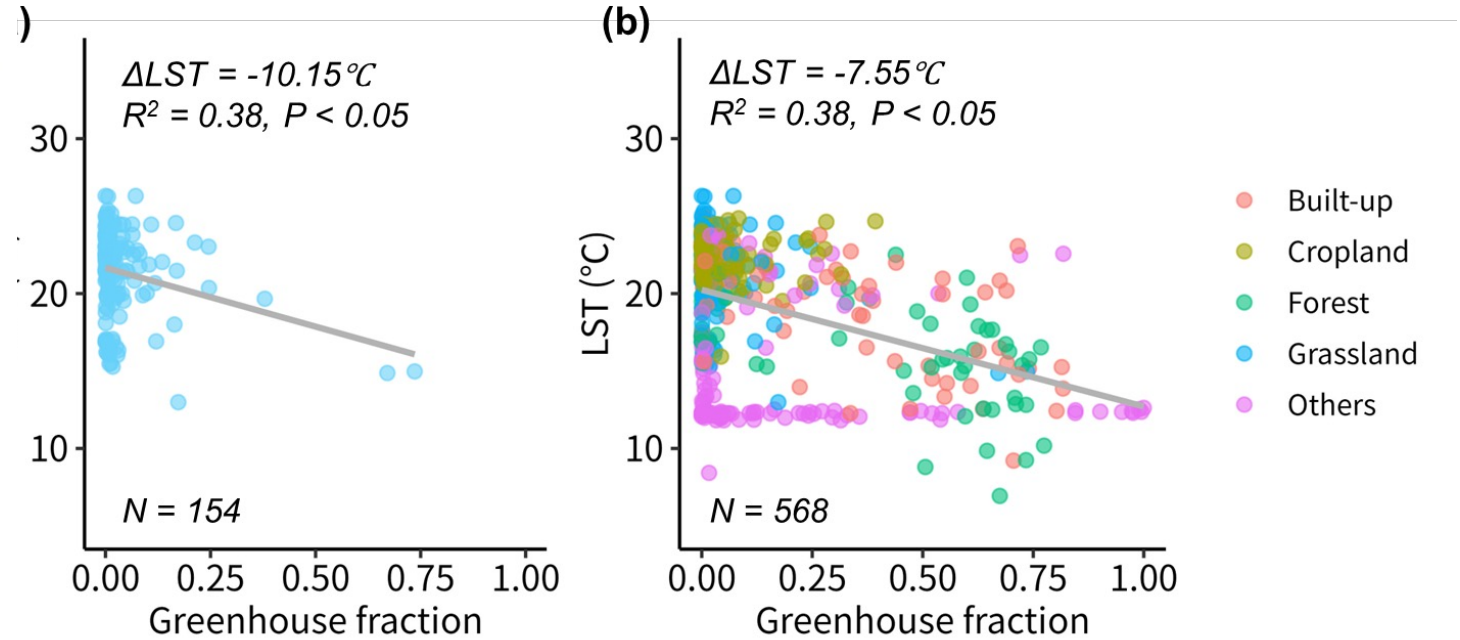 )
(b)
ΔLST = -10.15℃
R² = 0.38, P < 0.05
30
20
10
N = 154
0.00 0.25 0.50 0.75 1.00
Greenhouse fraction
ΔLST = -7.55℃
R² = 0.38, P < 0.05
LST (°C)
30
20
10
N = 568
0.00 0.25 0.50 0.75 1.00
Greenhouse fraction
Built-up
Cropland
Forest
Grassland
Others